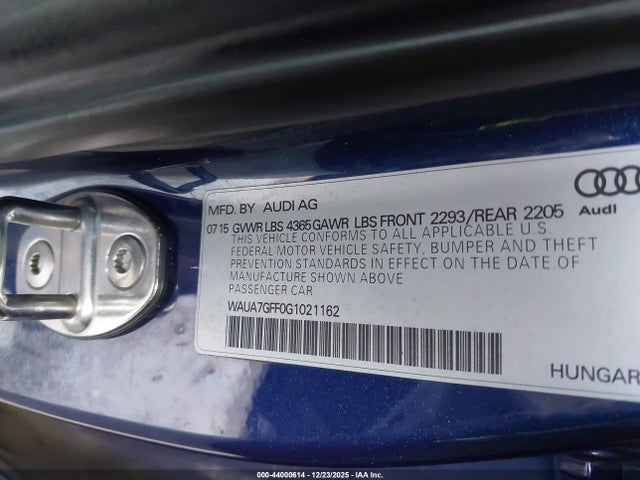 MFD. BY AUDI AG
07 15 GVWR LBS 4365 GAWR LBS FRONT 2293/REAR 2205
THIS VEHICLE CONFORMS TO ALL APPLICABLE U.S.
FEDERAL MOTOR VEHICLE SAFETY, BUMPER AND THEFT
PREVENTION STANDARDS IN EFFECT ON THE DATE OF
MANUFACTURE SHOWN ABOVE
PASSENGER CAR
WAUA7GFF0G1021162
Audi
HUNGAR
000-44000614 - 12/23/2025 - IAA Inc.